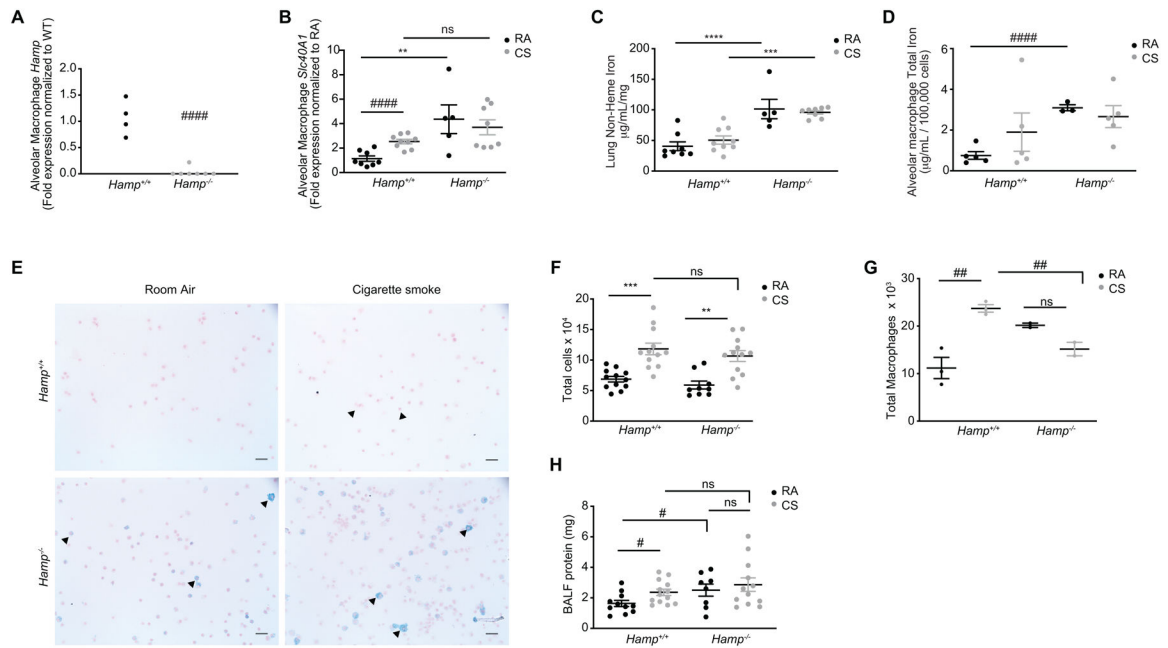 A
Alveolar Macrophage Hamp
(Fold expression normalized to WT)
2.0
1.5
1.0
0.5
0.0
####
Hamp+/+
Hamp-/-
B
Alveolar Macrophage Slc40A1
(Fold expression normalized to RA)
10
8
6
4
2
0
ns
**
####
RA
CS
Hamp+/+
Hamp-/-
C
Lung Non-Heme Iron
μg/mL/mg
200
150
100
50
0
****
***
RA
CS
Hamp+/+
Hamp-/-
D
Alveolar macrophage Total Iron
(μg/mL / 100,000 cells)
6
4
2
0
####
RA
CS
Hamp+/+
Hamp-/-
E
Room Air
Cigarette smoke
Hamp+/+
Hamp-/-
F
Total cells x 10⁴
20
15
10
5
0
ns
***
**
RA
CS
Hamp+/+
Hamp-/-
G
Total Macrophages x 10³
30
20
10
0
##
##
ns
RA
CS
Hamp+/+
Hamp-/-
H
BALF protein (mg)
8
6
4
2
0
ns
#
ns
#
RA
CS
Hamp+/+
Hamp-/-